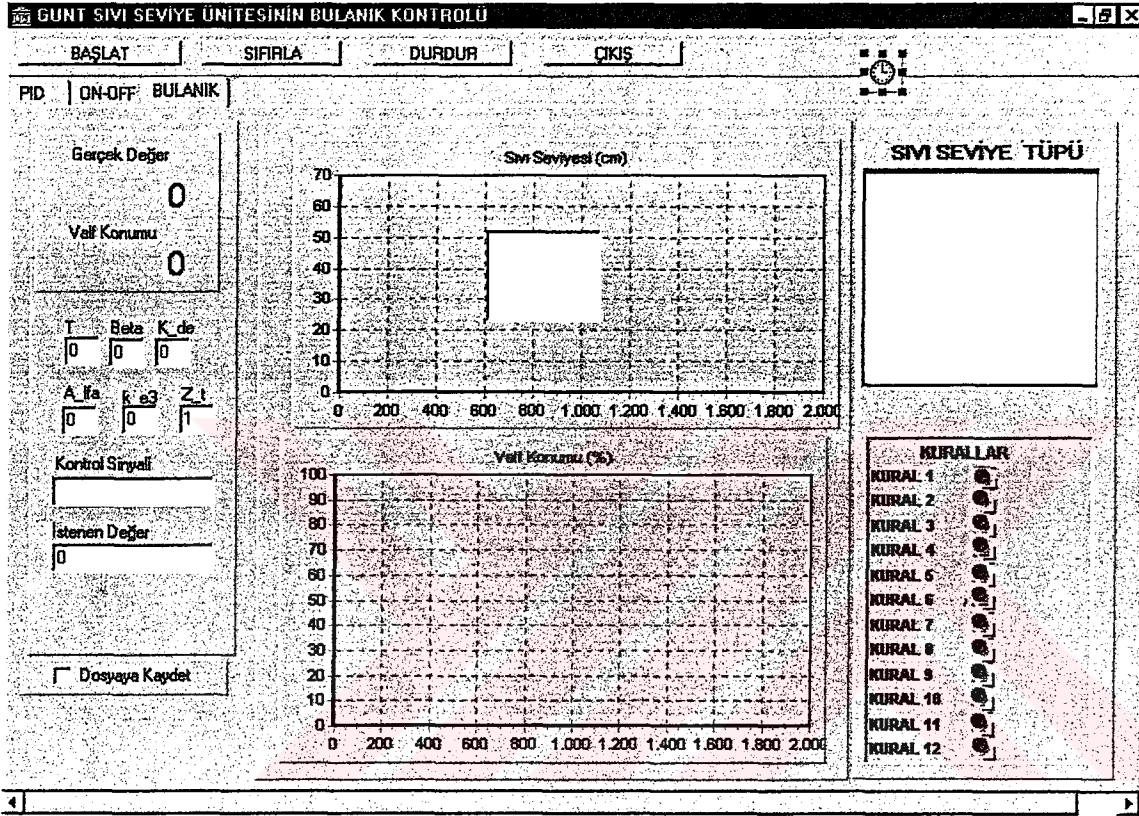 GUNT SIVI SEVİYE ÜNİTESİNİN BULANIK KONTROLÜ
BAŞLAT SIFIRLA DURDUR ÇIKIŞ
PID ON-OFF BULANIK
Gerçek Değer
0
Valf Konumu
0
T Beta K_de
0 0 0
A_lfa k_e3 Z_t
0 0 1
Kontrol Sinyali
İstenen Değer
0
Dosyaya Kaydet
Sıvı Seviyesi (cm)
70
60
50
40
30
20
10
0
0 200 400 600 800 1.000 1.200 1.400 1.600 1.800 2.000
Valf Konumu (%)
100
90
80
70
60
50
40
30
20
10
0
0 200 400 600 800 1.000 1.200 1.400 1.600 1.800 2.000
SIVI SEVİYE TÜPÜ
KURALLAR
KURAL 1
KURAL 2
KURAL 3
KURAL 4
KURAL 5
KURAL 6
KURAL 7
KURAL 8
KURAL 9
KURAL 10
KURAL 11
KURAL 12